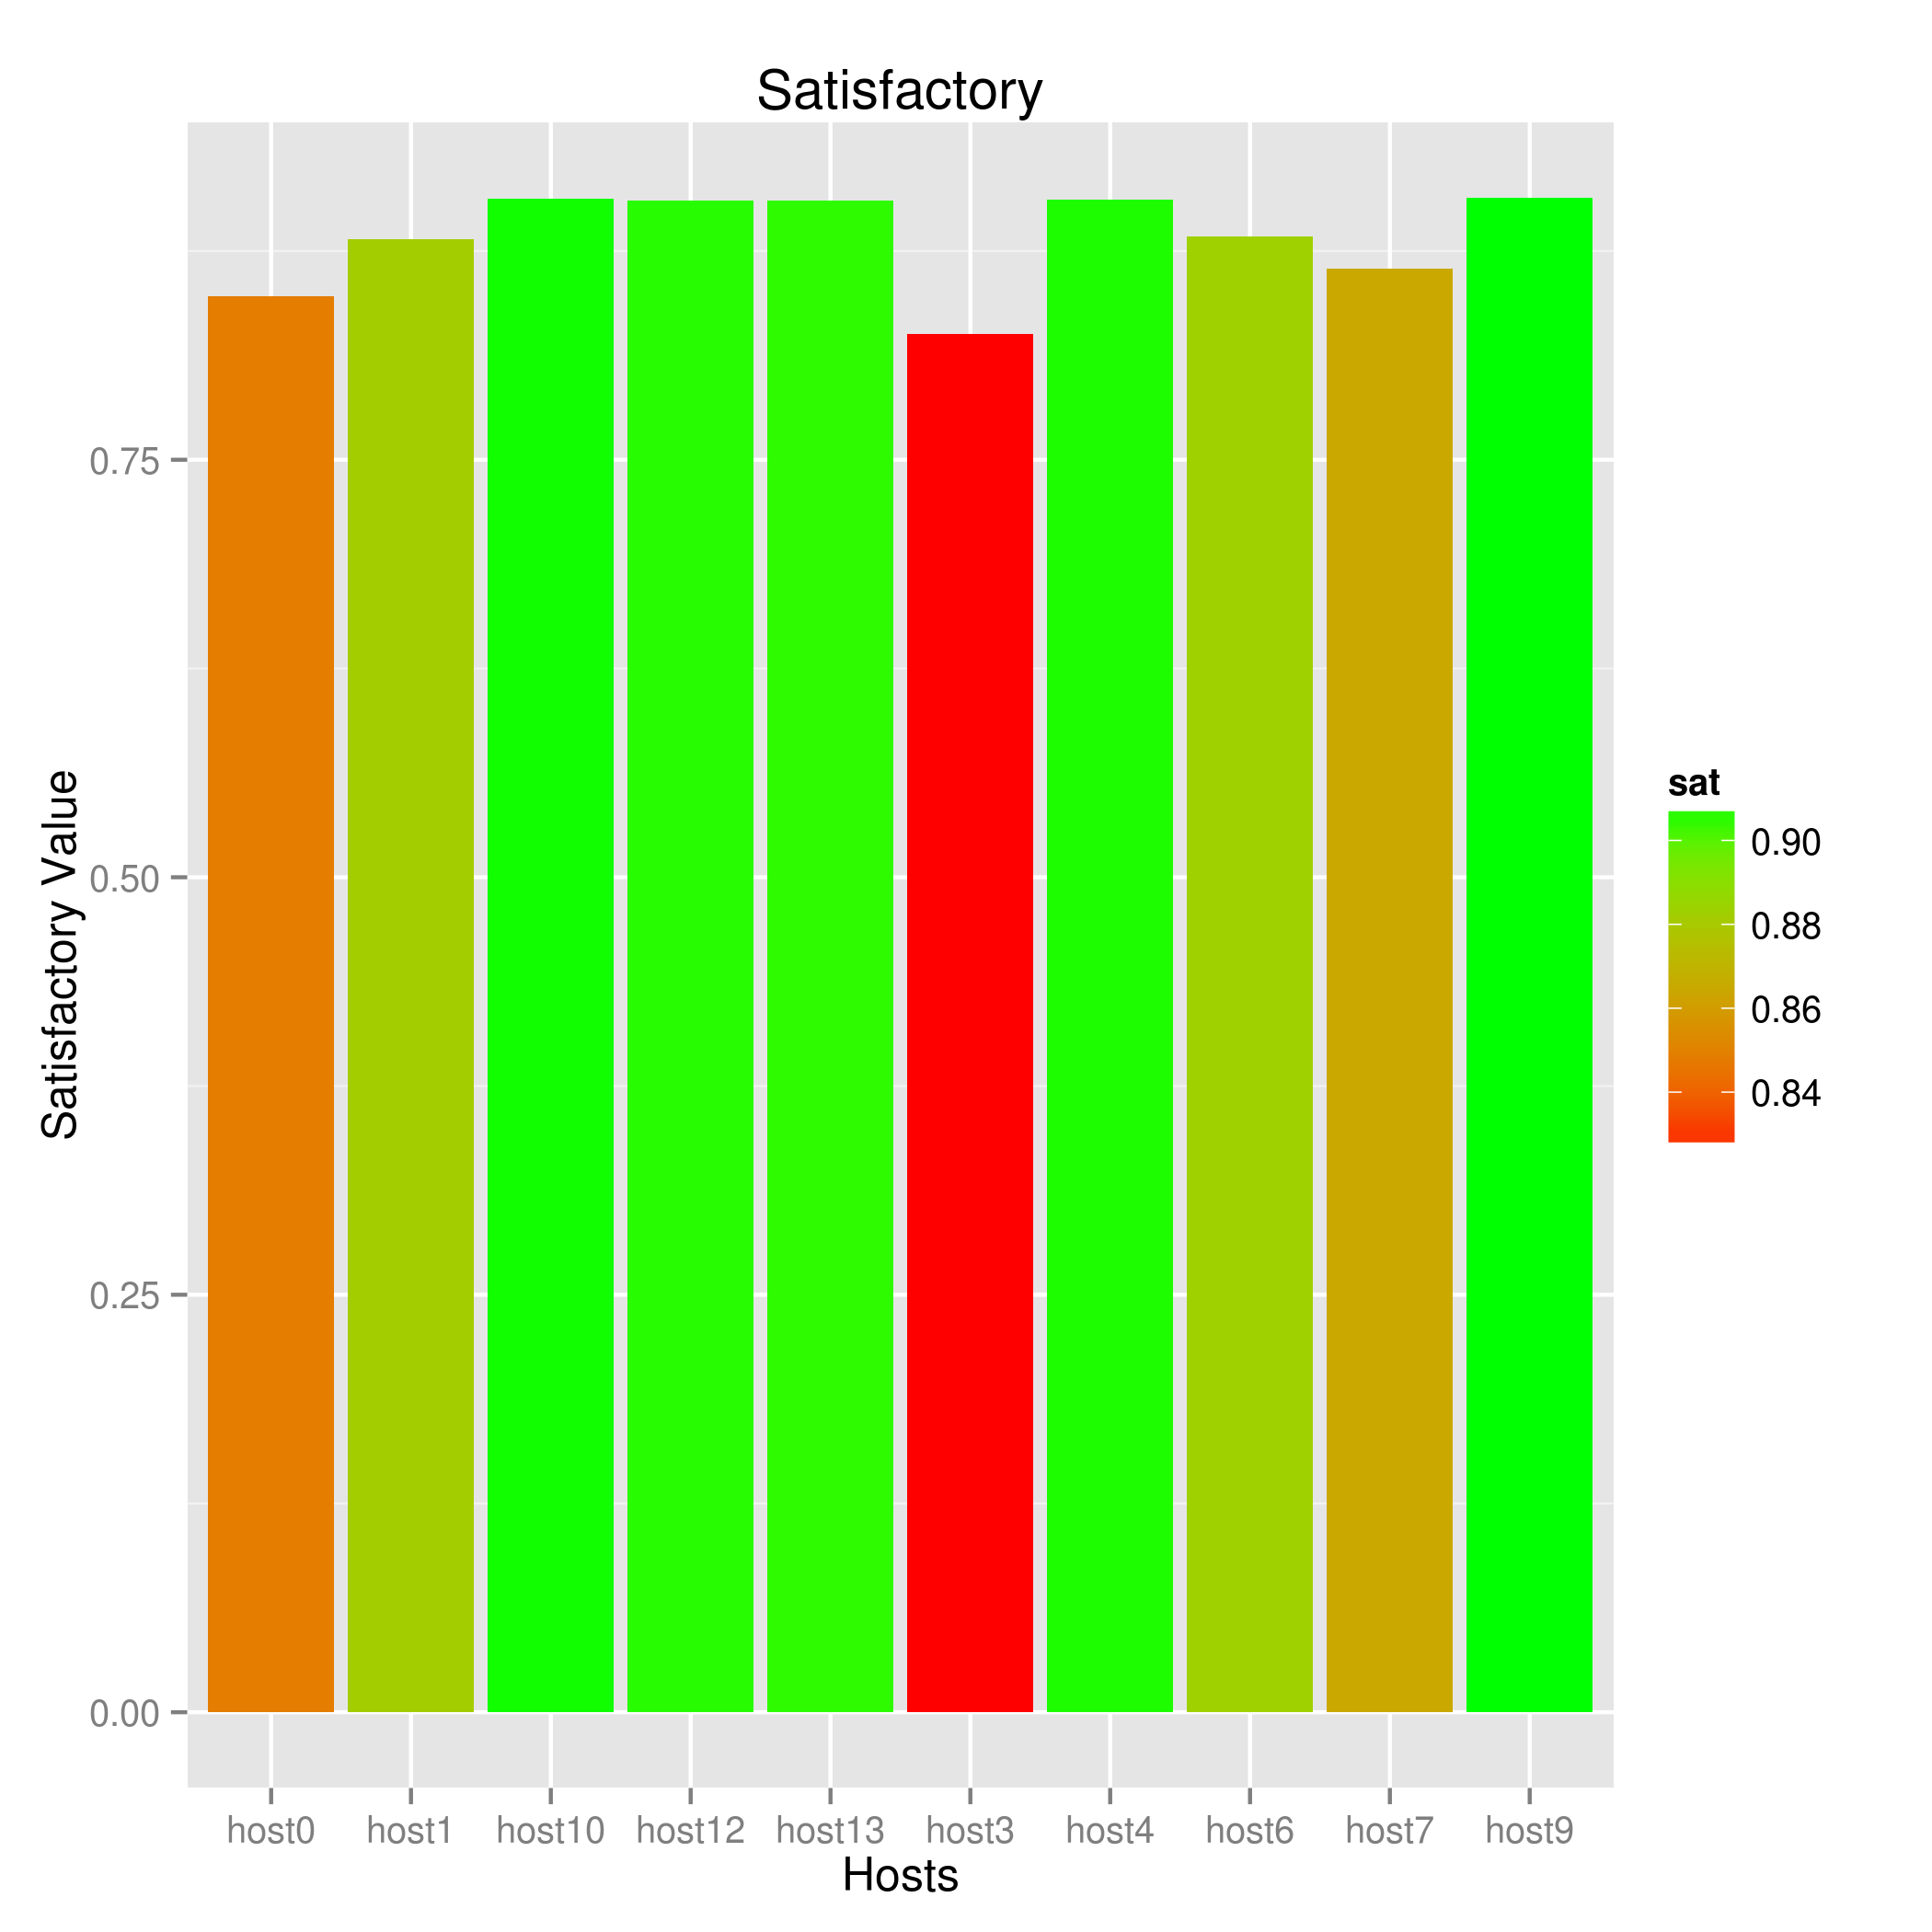 Satisfactory
Satisfactory Value
0.75
0.50
0.25
0.00
host0 host1 host10 host12 host13 host3 host4 host6 host7 host9
Hosts
sat
0.90
0.88
0.86
0.84